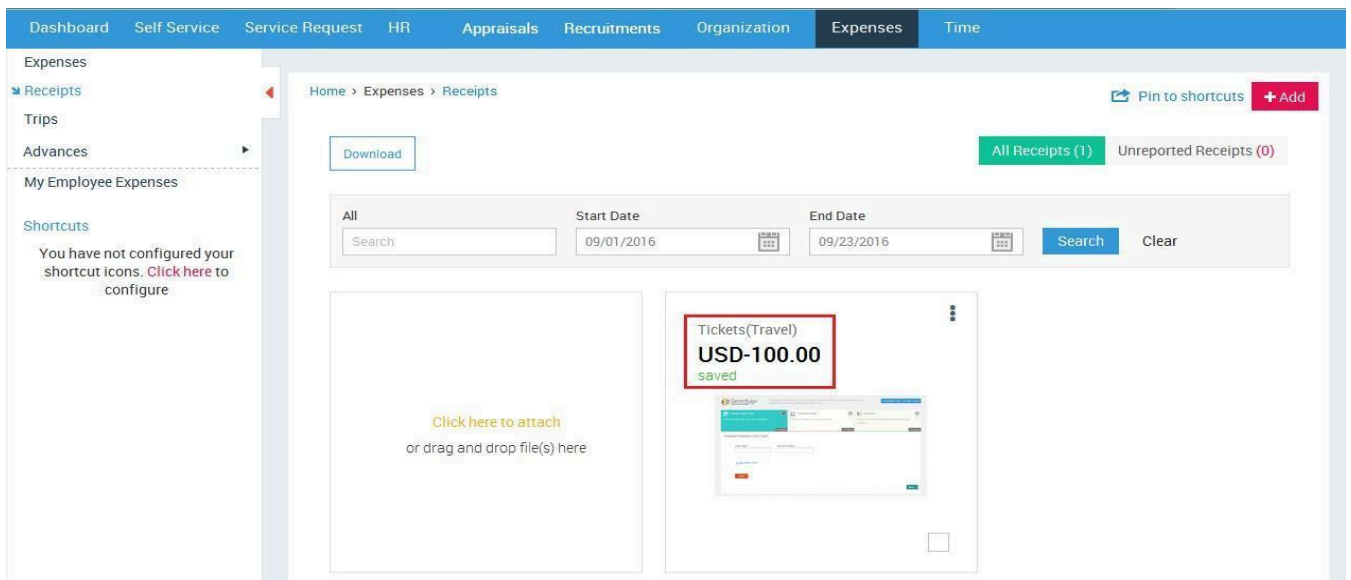 Dashboard Self Service Service Request HR Appraisals Recruitments Organization Expenses Time
Expenses
Receipts
Trips
Advances
My Employee Expenses
Shortcuts
You have not configured your
shortcut icons. Click here to
configure
Home › Expenses › Receipts
Pin to shortcuts
+ Add
Download
All Receipts (1) Unreported Receipts (0)
All Start Date End Date
Search 09/01/2016 09/23/2016 Search Clear
Click here to attach
or drag and drop file(s) here
Tickets(Travel)
USD-100.00
saved